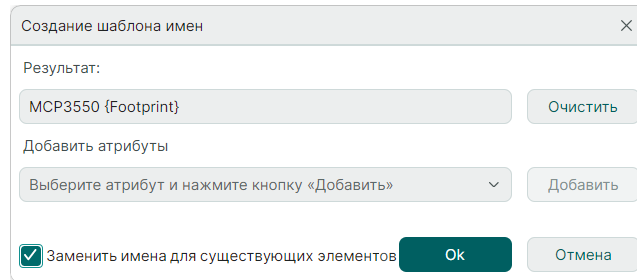 Создание шаблона имен
Результат:
MCP3550 {Footprint}
Очистить
Добавить атрибуты
Выберите атрибут и нажмите кнопку «Добавить»
Добавить
Заменить имена для существующих элементов
Ok
Отмена